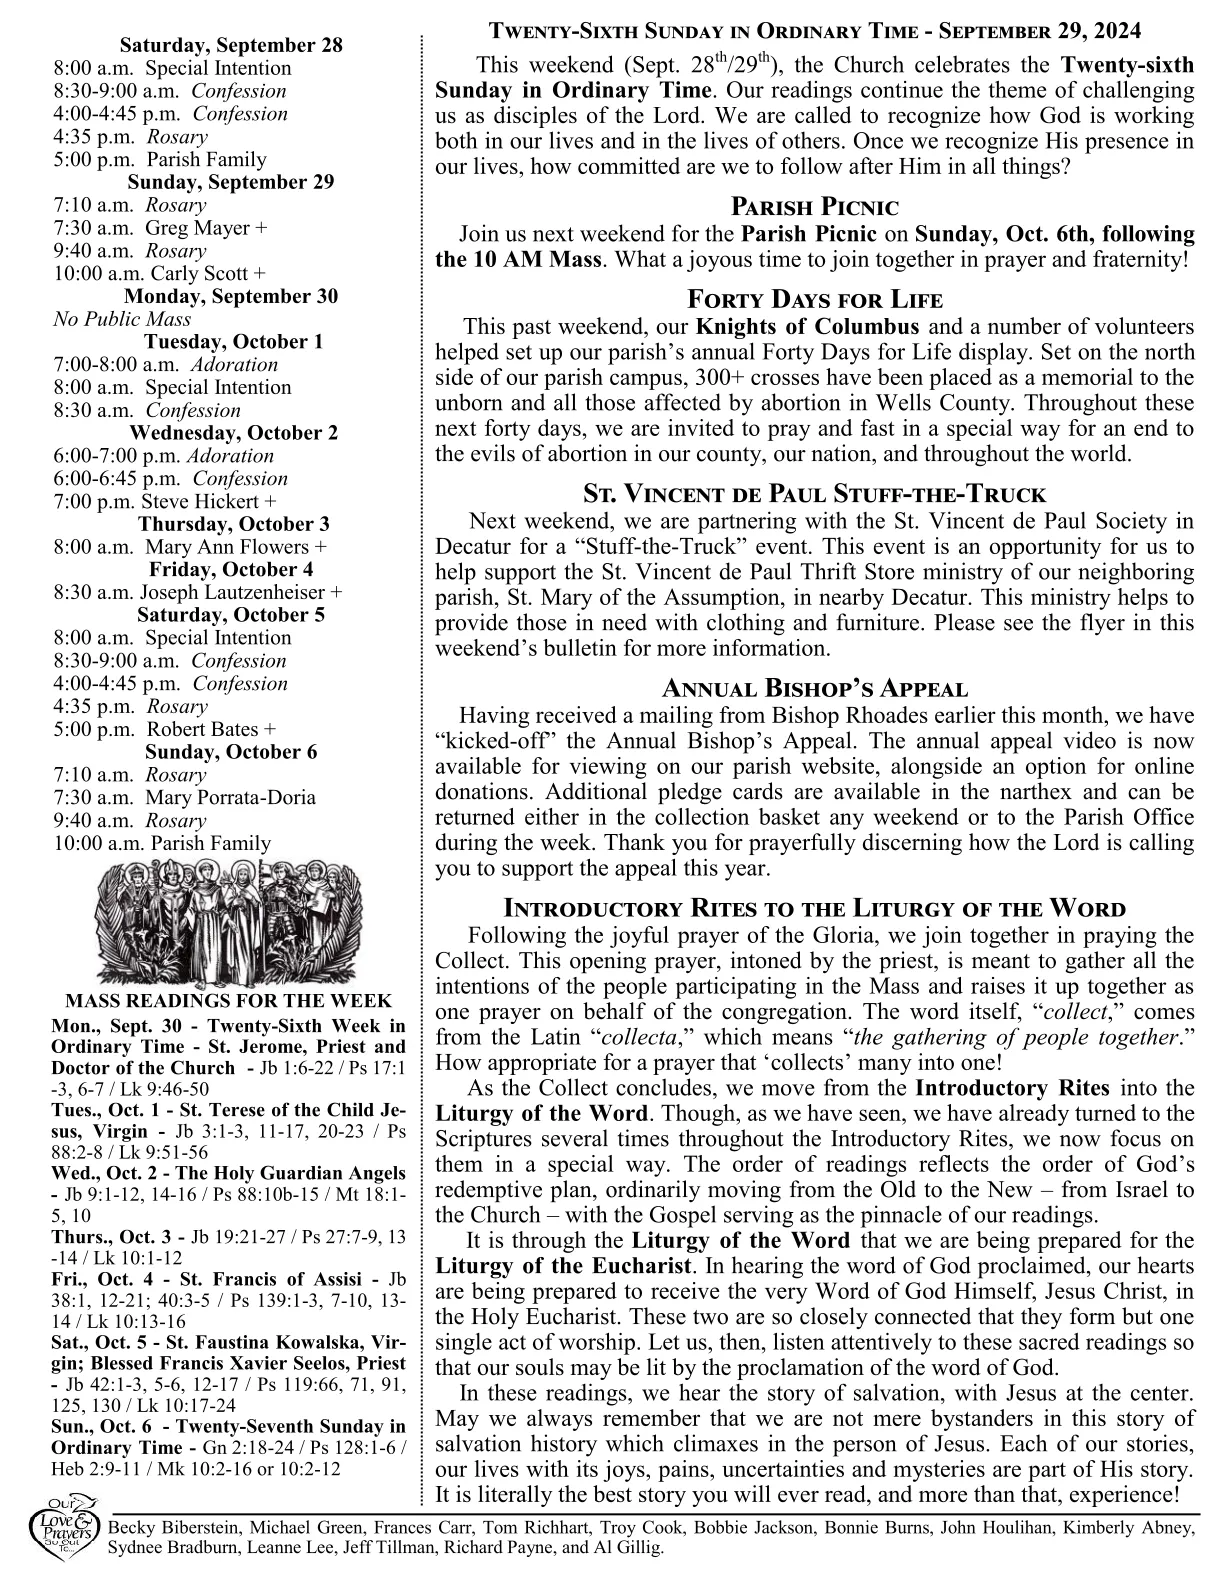 Saturday, September 28
8:00 a.m. Special Intention
8:30-9:00 a.m. Confession
4:00-4:45 p.m. Confession
4:35 p.m. Rosary
5:00 p.m. Parish Family
Sunday, September 29
7:10 a.m. Rosary
7:30 a.m. Greg Mayer +
9:40 a.m. Rosary
10:00 a.m. Carly Scott +
Monday, September 30
No Public Mass
Tuesday, October 1
7:00-8:00 a.m. Adoration
8:00 a.m. Special Intention
8:30 a.m. Confession
Wednesday, October 2
6:00-7:00 p.m. Adoration
6:00-6:45 p.m. Confession
7:00 p.m. Steve Hickert +
Thursday, October 3
8:00 a.m. Mary Ann Flowers +
Friday, October 4
8:30 a.m. Joseph Lautzenheiser +
Saturday, October 5
8:00 a.m. Special Intention
8:30-9:00 a.m. Confession
4:00-4:45 p.m. Confession
4:35 p.m. Rosary
5:00 p.m. Robert Bates +
Sunday, October 6
7:10 a.m. Rosary
7:30 a.m. Mary Porrata-Doria
9:40 a.m. Rosary
10:00 a.m. Parish Family
MASS READINGS FOR THE WEEK
Mon., Sept. 30 - Twenty-Sixth Week in
Ordinary Time - St. Jerome, Priest and
Doctor of the Church - Jb 1:6-22 / Ps 17:1
-3, 6-7 / Lk 9:46-50
Tues., Oct. 1 - St. Terese of the Child Je-
sus, Virgin - Jb 3:1-3, 11-17, 20-23 / Ps
88:2-8 / Lk 9:51-56
Wed., Oct. 2 - The Holy Guardian Angels
- Jb 9:1-12, 14-16 / Ps 88:10b-15 / Mt 18:1-
5, 10
Thurs., Oct. 3 - Jb 19:21-27 / Ps 27:7-9, 13
-14 / Lk 10:1-12
Fri., Oct. 4 - St. Francis of Assisi - Jb
38:1, 12-21; 40:3-5 / Ps 139:1-3, 7-10, 13-
14 / Lk 10:13-16
Sat., Oct. 5 - St. Faustina Kowalska, Vir-
gin; Blessed Francis Xavier Seelos, Priest
- Jb 42:1-3, 5-6, 12-17 / Ps 119:66, 71, 91,
125, 130 / Lk 10:17-24
Sun., Oct. 6 - Twenty-Seventh Sunday in
Ordinary Time - Gn 2:18-24 / Ps 128:1-6 /
Heb 2:9-11 / Mk 10:2-16 or 10:2-12
TWENTY-SIXTH SUNDAY IN ORDINARY TIME - SEPTEMBER 29, 2024
This weekend (Sept. 28th/29th), the Church celebrates the Twenty-sixth
Sunday in Ordinary Time. Our readings continue the theme of challenging
us as disciples of the Lord. We are called to recognize how God is working
both in our lives and in the lives of others. Once we recognize His presence in
our lives, how committed are we to follow after Him in all things?
PARISH PICNIC
Join us next weekend for the Parish Picnic on Sunday, Oct. 6th, following
the 10 AM Mass. What a joyous time to join together in prayer and fraternity!
FORTY DAYS FOR LIFE
This past weekend, our Knights of Columbus and a number of volunteers
helped set up our parish’s annual Forty Days for Life display. Set on the north
side of our parish campus, 300+ crosses have been placed as a memorial to the
unborn and all those affected by abortion in Wells County. Throughout these
next forty days, we are invited to pray and fast in a special way for an end to
the evils of abortion in our county, our nation, and throughout the world.
ST. VINCENT DE PAUL STUFF-THE-TRUCK
Next weekend, we are partnering with the St. Vincent de Paul Society in
Decatur for a “Stuff-the-Truck” event. This event is an opportunity for us to
help support the St. Vincent de Paul Thrift Store ministry of our neighboring
parish, St. Mary of the Assumption, in nearby Decatur. This ministry helps to
provide those in need with clothing and furniture. Please see the flyer in this
weekend’s bulletin for more information.
ANNUAL BISHOP’S APPEAL
Having received a mailing from Bishop Rhoades earlier this month, we have
“kicked-off” the Annual Bishop’s Appeal. The annual appeal video is now
available for viewing on our parish website, alongside an option for online
donations. Additional pledge cards are available in the narthex and can be
returned either in the collection basket any weekend or to the Parish Office
during the week. Thank you for prayerfully discerning how the Lord is calling
you to support the appeal this year.
INTRODUCTORY RITES TO THE LITURGY OF THE WORD
Following the joyful prayer of the Gloria, we join together in praying the
Collect. This opening prayer, intoned by the priest, is meant to gather all the
intentions of the people participating in the Mass and raises it up together as
one prayer on behalf of the congregation. The word itself, “collect,” comes
from the Latin “collecta,” which means “the gathering of people together.”
How appropriate for a prayer that ‘collects’ many into one!
As the Collect concludes, we move from the Introductory Rites into the
Liturgy of the Word. Though, as we have seen, we have already turned to the
Scriptures several times throughout the Introductory Rites, we now focus on
them in a special way. The order of readings reflects the order of God’s
redemptive plan, ordinarily moving from the Old to the New – from Israel to
the Church – with the Gospel serving as the pinnacle of our readings.
It is through the Liturgy of the Word that we are being prepared for the
Liturgy of the Eucharist. In hearing the word of God proclaimed, our hearts
are being prepared to receive the very Word of God Himself, Jesus Christ, in
the Holy Eucharist. These two are so closely connected that they form but one
single act of worship. Let us, then, listen attentively to these sacred readings so
that our souls may be lit by the proclamation of the word of God.
In these readings, we hear the story of salvation, with Jesus at the center.
May we always remember that we are not mere bystanders in this story of
salvation history which climaxes in the person of Jesus. Each of our stories,
our lives with its joys, pains, uncertainties and mysteries are part of His story.
It is literally the best story you will ever read, and more than that, experience!
Our
Love &
Prayers
Go Out
To...
Becky Biberstein, Michael Green, Frances Carr, Tom Richhart, Troy Cook, Bobbie Jackson, Bonnie Burns, John Houlihan, Kimberly Abney,
Sydnee Bradburn, Leanne Lee, Jeff Tillman, Richard Payne, and Al Gillig.